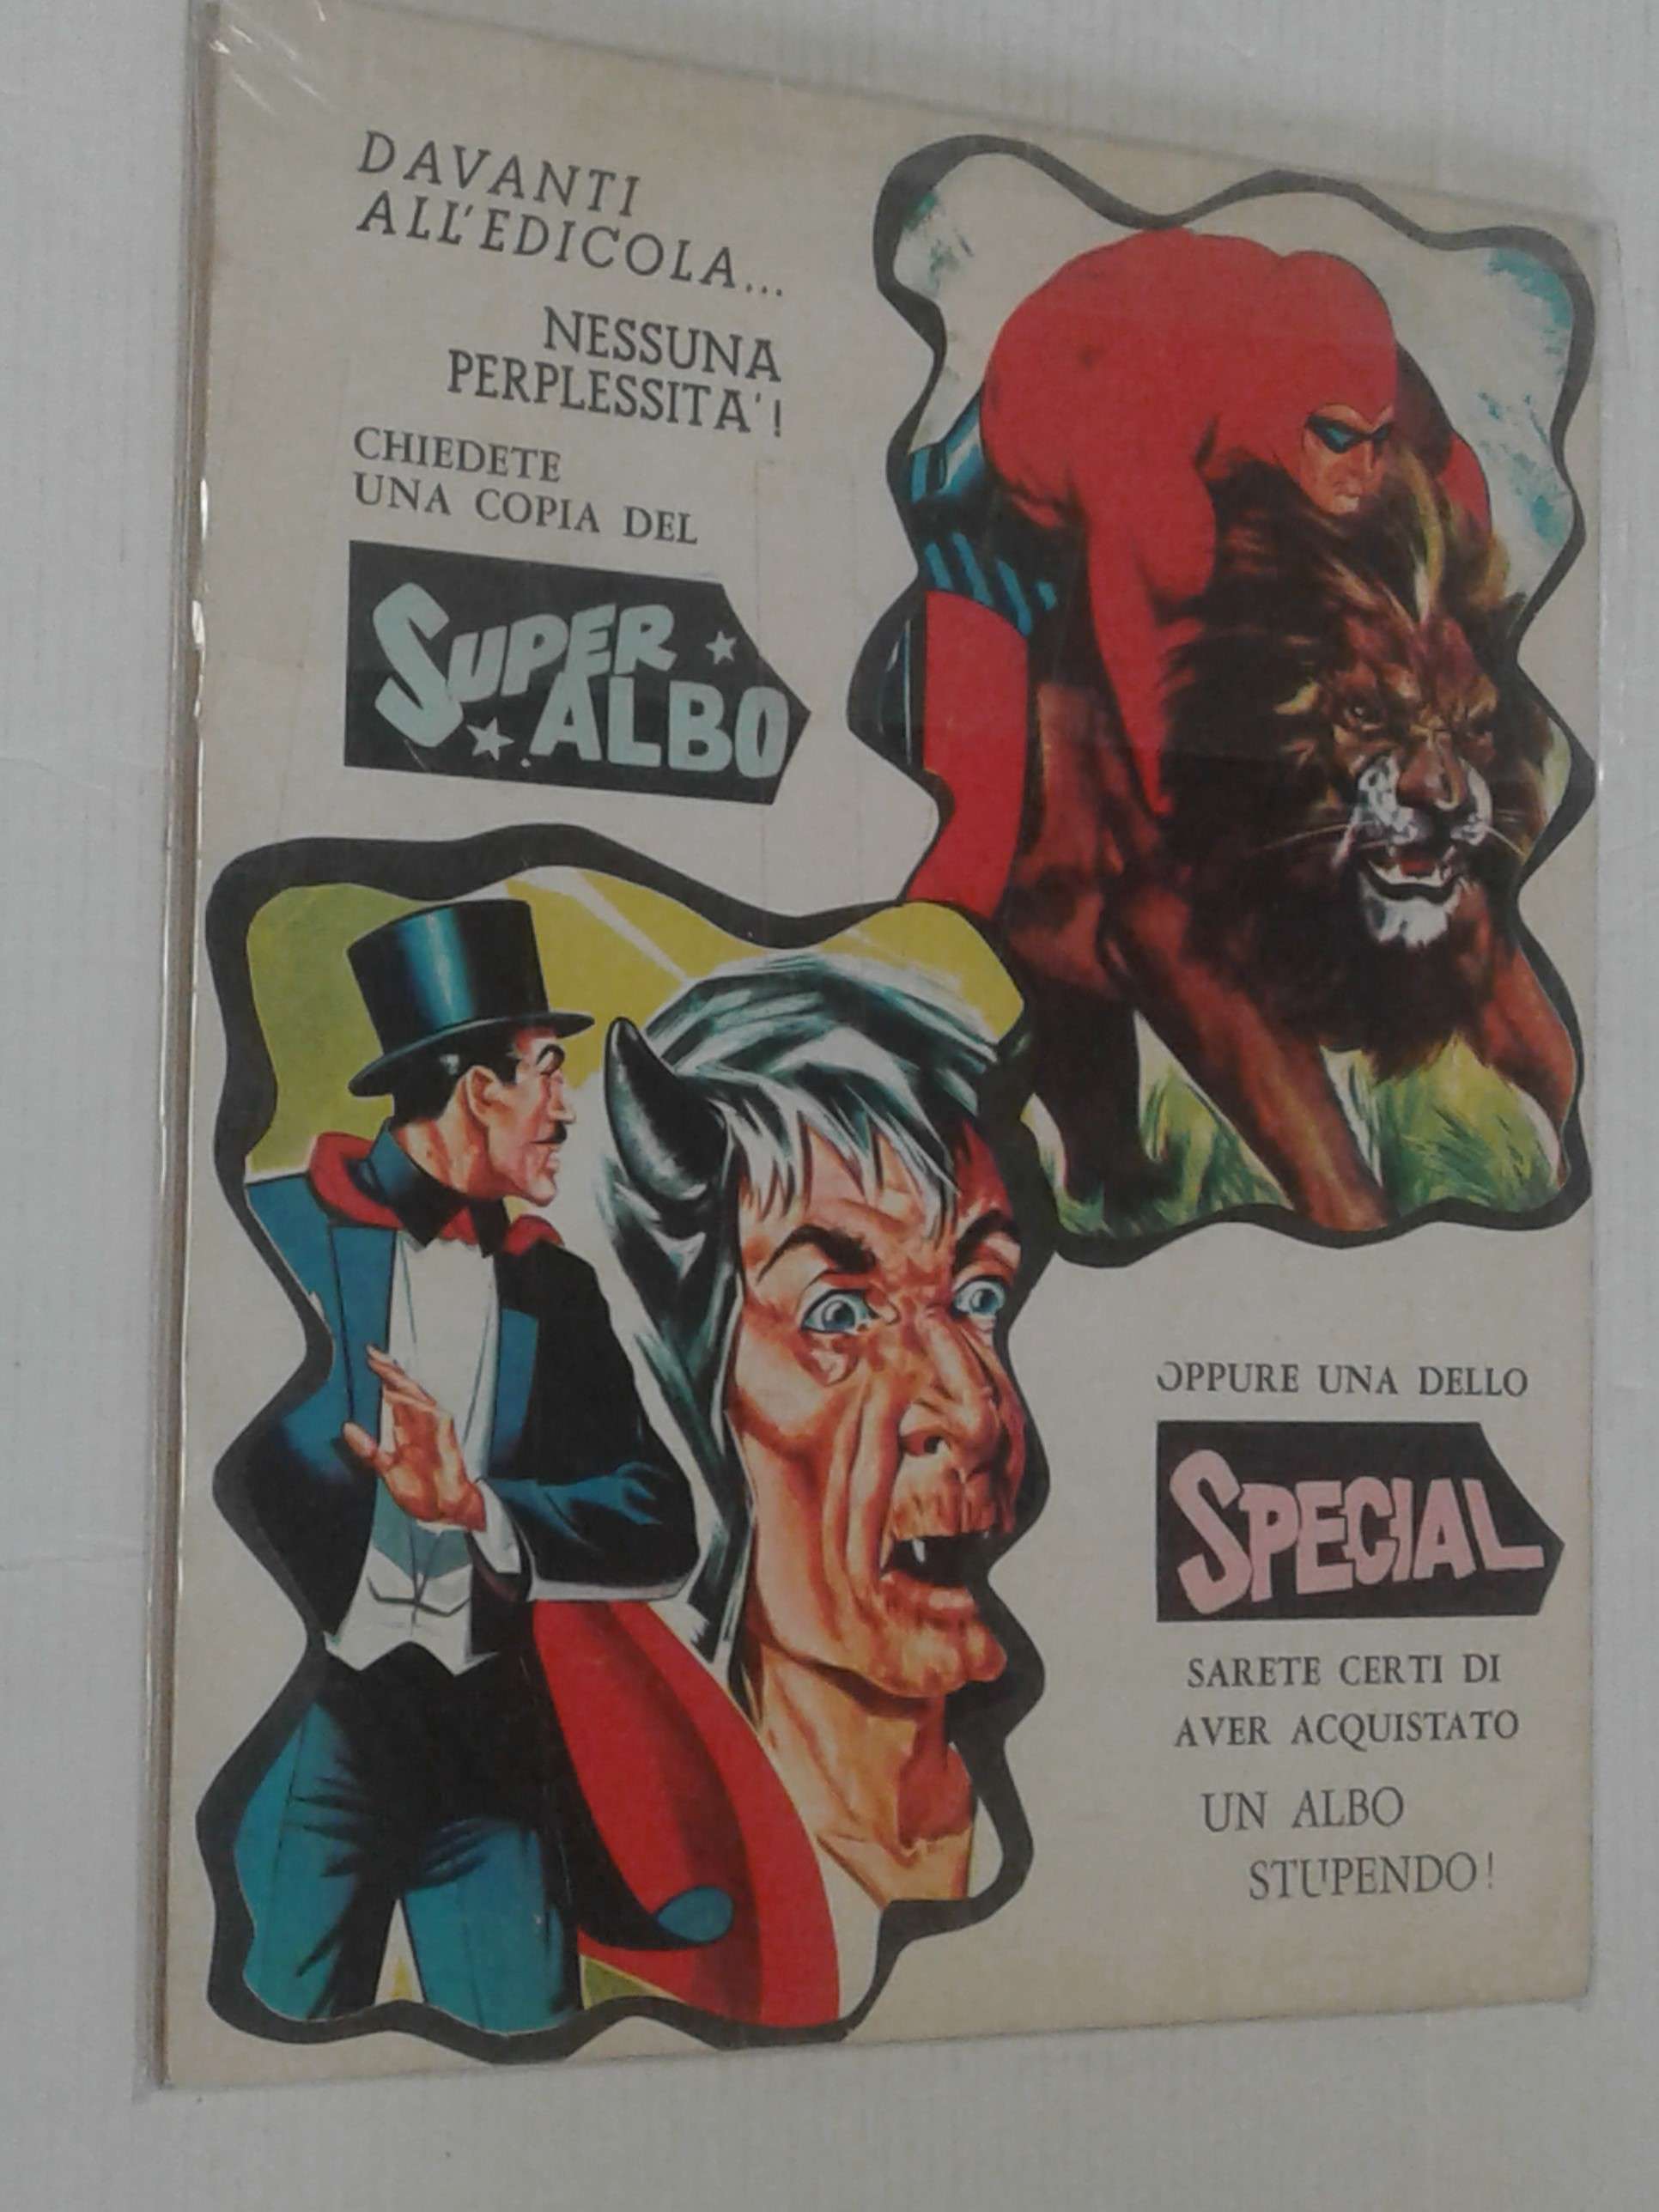 DAVANTI
ALL'EDICOLA...
NESSUNA
PERPLESSITA'!
CHIEDETE
UNA COPIA DEL
SUPER
ALBO
OPPURE UNA DELLO
SPECIAL
SARETE CERTI DI
AVER ACQUISTATO
UN ALBO
STUPENDO!